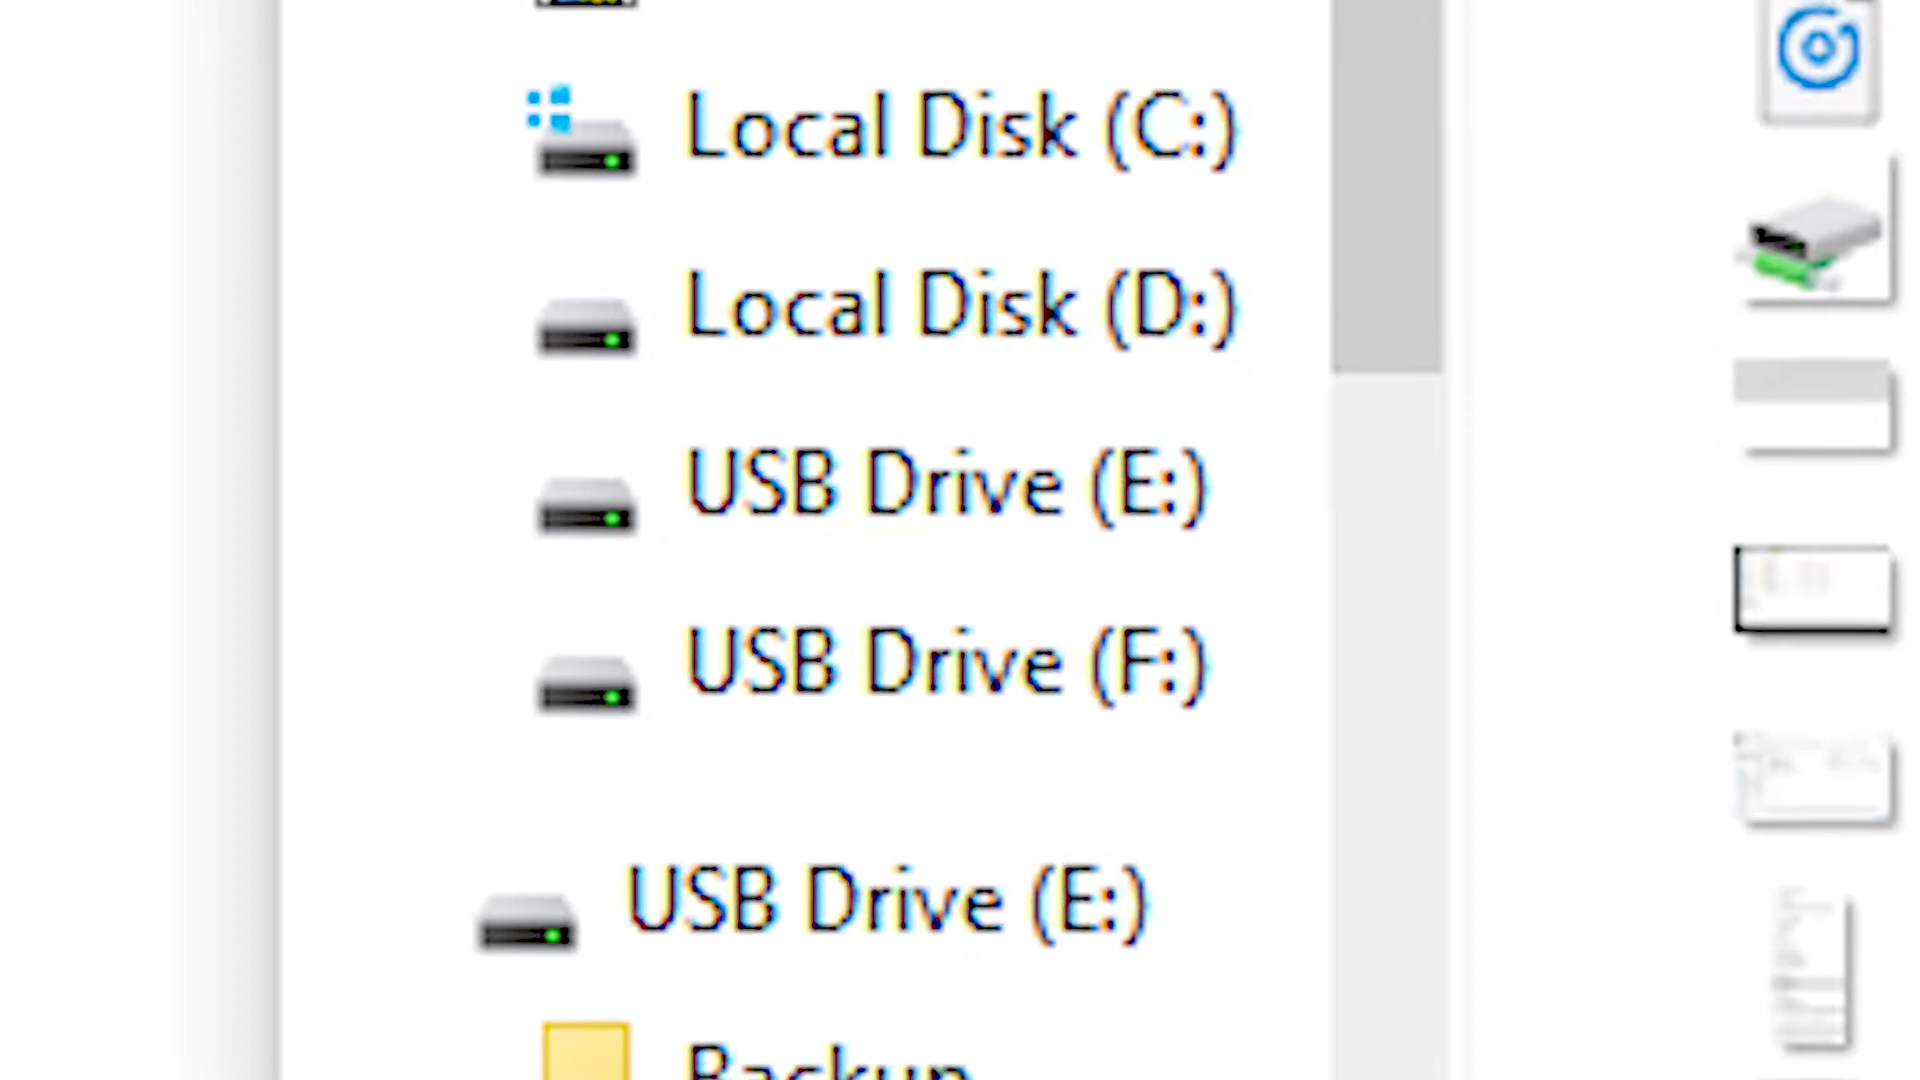 Local Disk (C:)
Local Disk (D:)
USB Drive (E:)
USB Drive (F:)
USB Drive (E:)
Backup